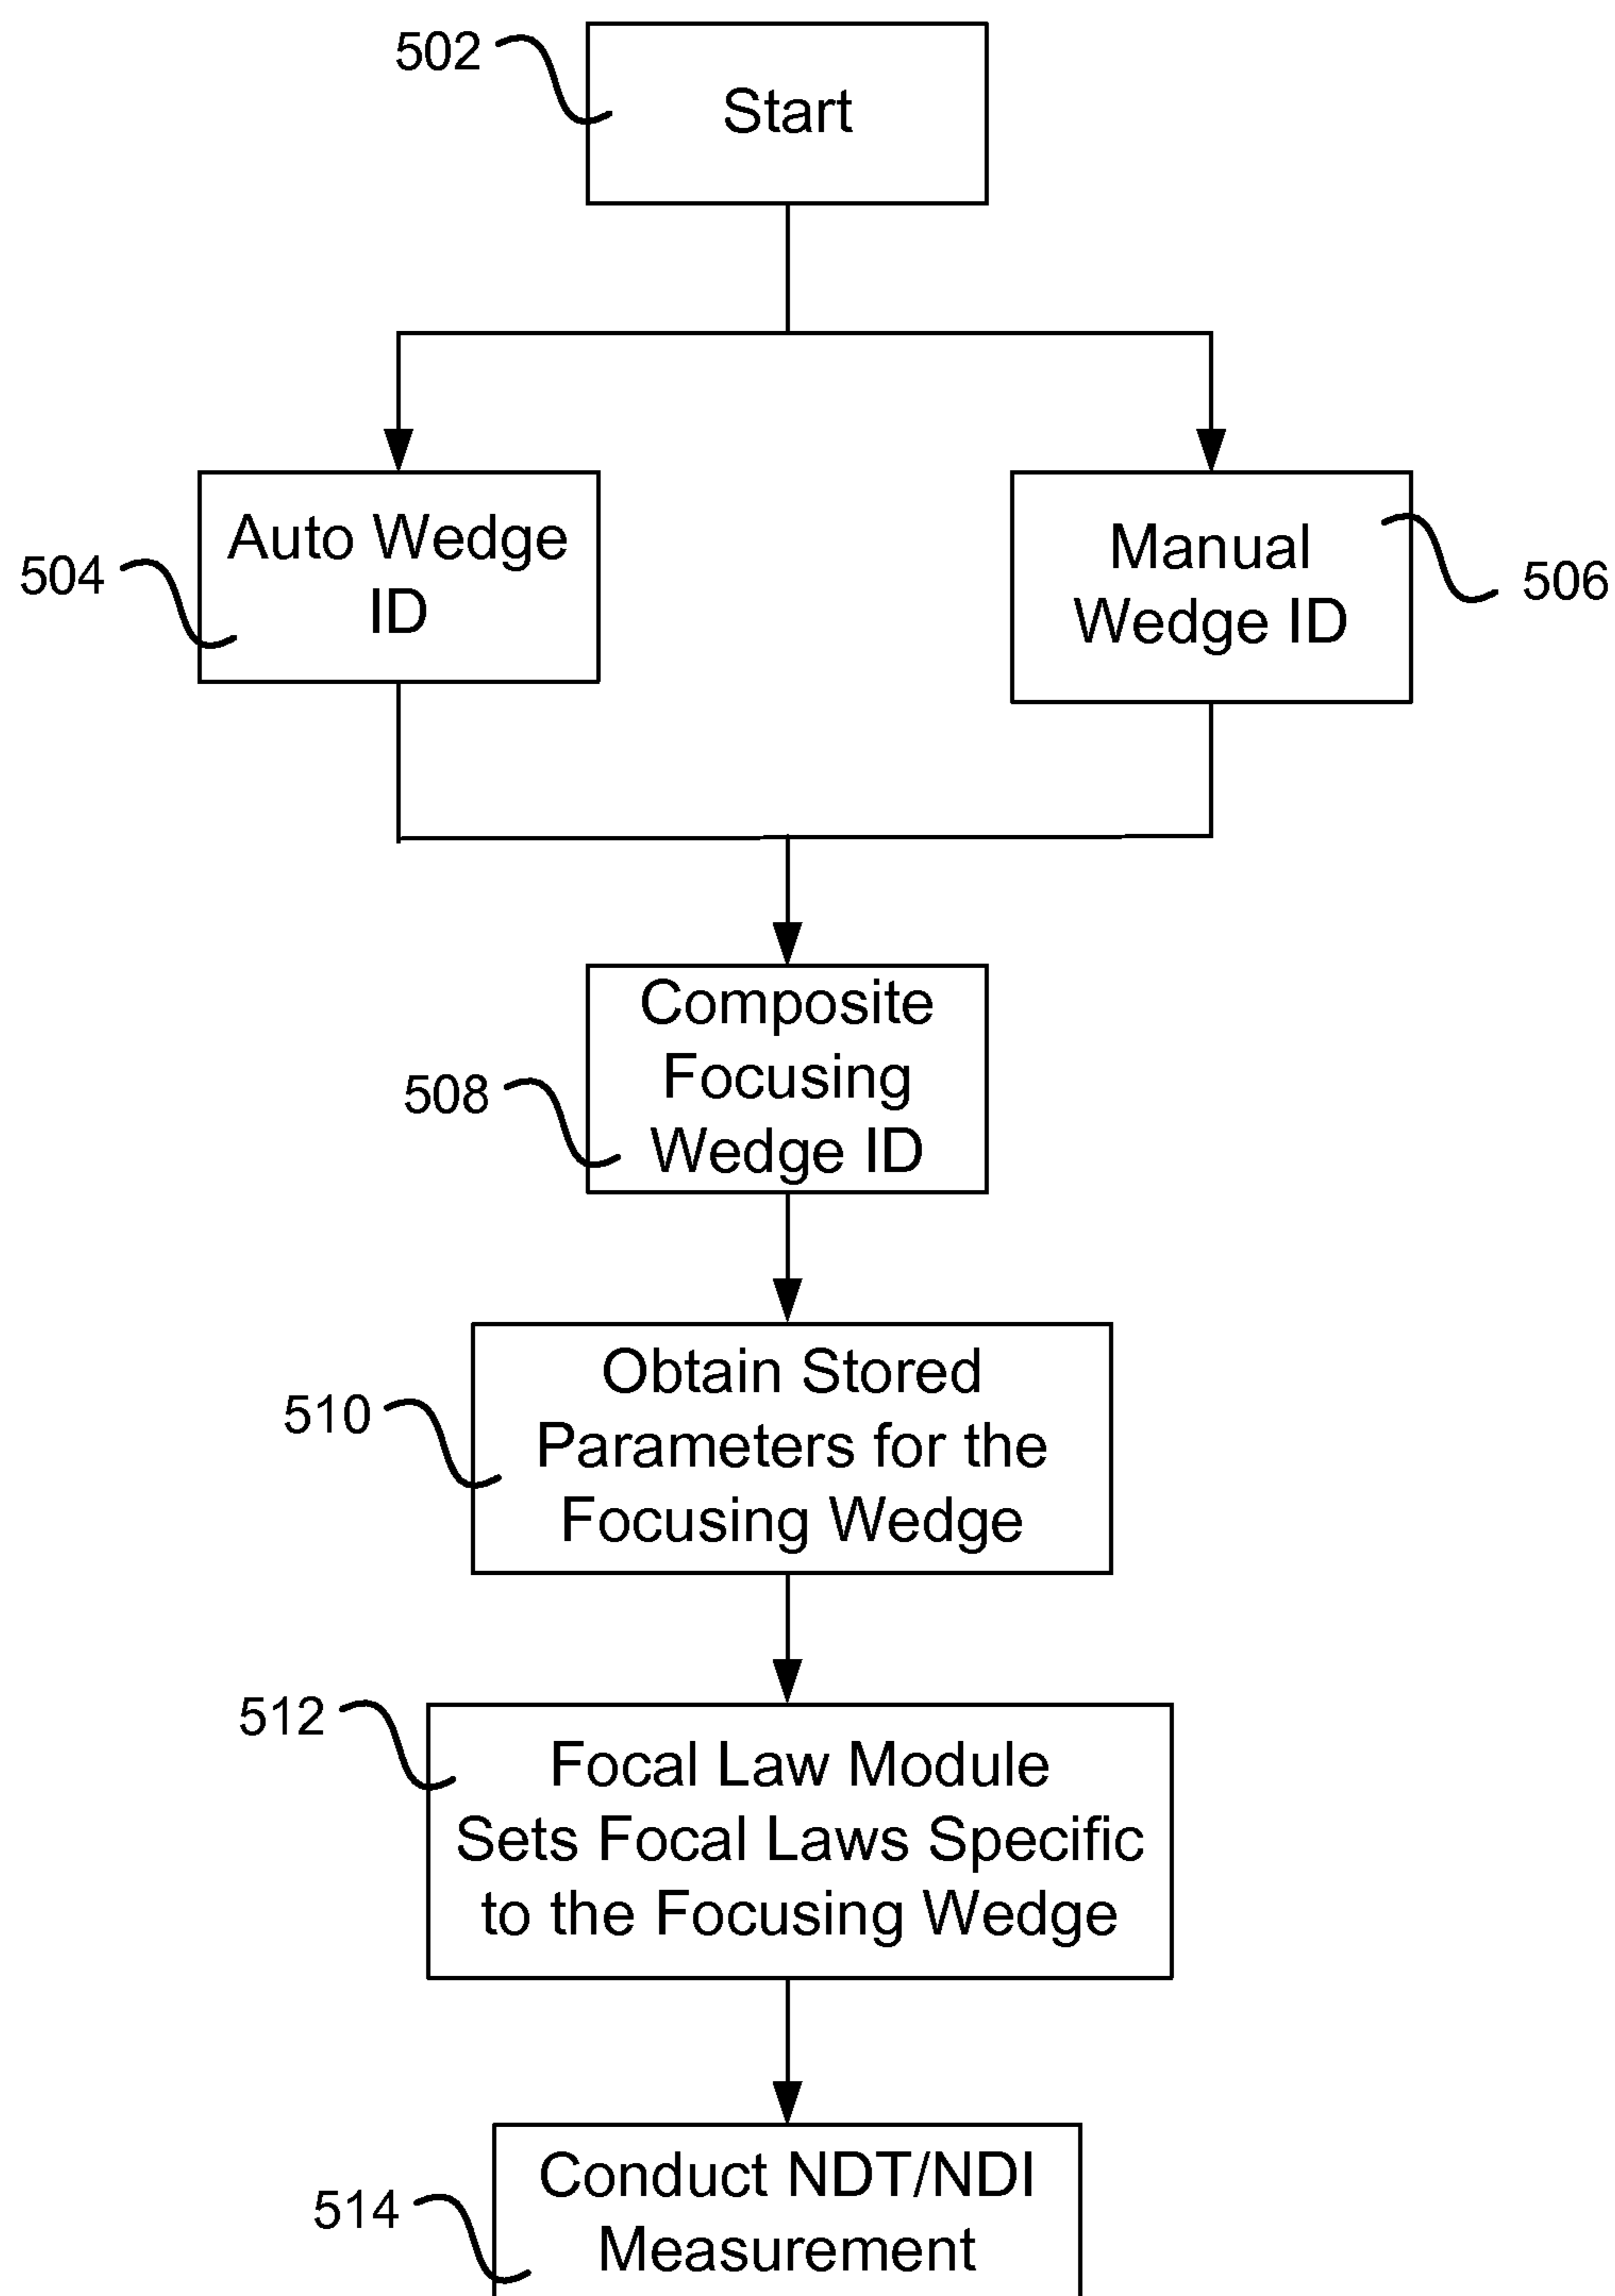 502
Start
504
Auto Wedge
ID
Manual
Wedge ID
506
508
Composite
Focusing
Wedge ID
510
Obtain Stored
Parameters for the
Focusing Wedge
512
Focal Law Module
Sets Focal Laws Specific
to the Focusing Wedge
514
Conduct NDT/NDI
Measurement